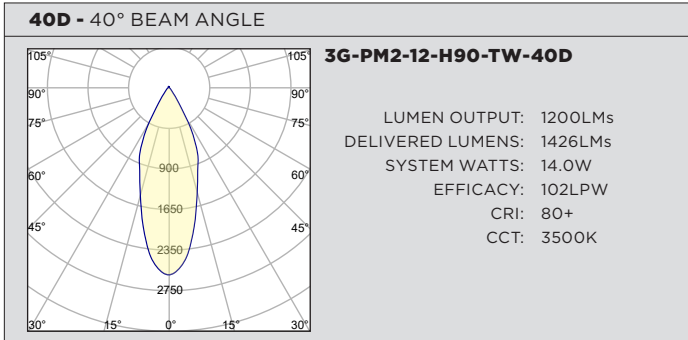 40D - 40° BEAM ANGLE
3G-PM2-12-H90-TW-40D
LUMEN OUTPUT: 1200LMs
DELIVERED LUMENS: 1426LMs
SYSTEM WATTS: 14.0W
EFFICACY: 102LPW
CRI: 80+
CCT: 3500K
105° 105°
90° 90°
75° 75°
60° 900 60°
1650
45° 45°
2350
2750
30° 15° 0° 15° 30°